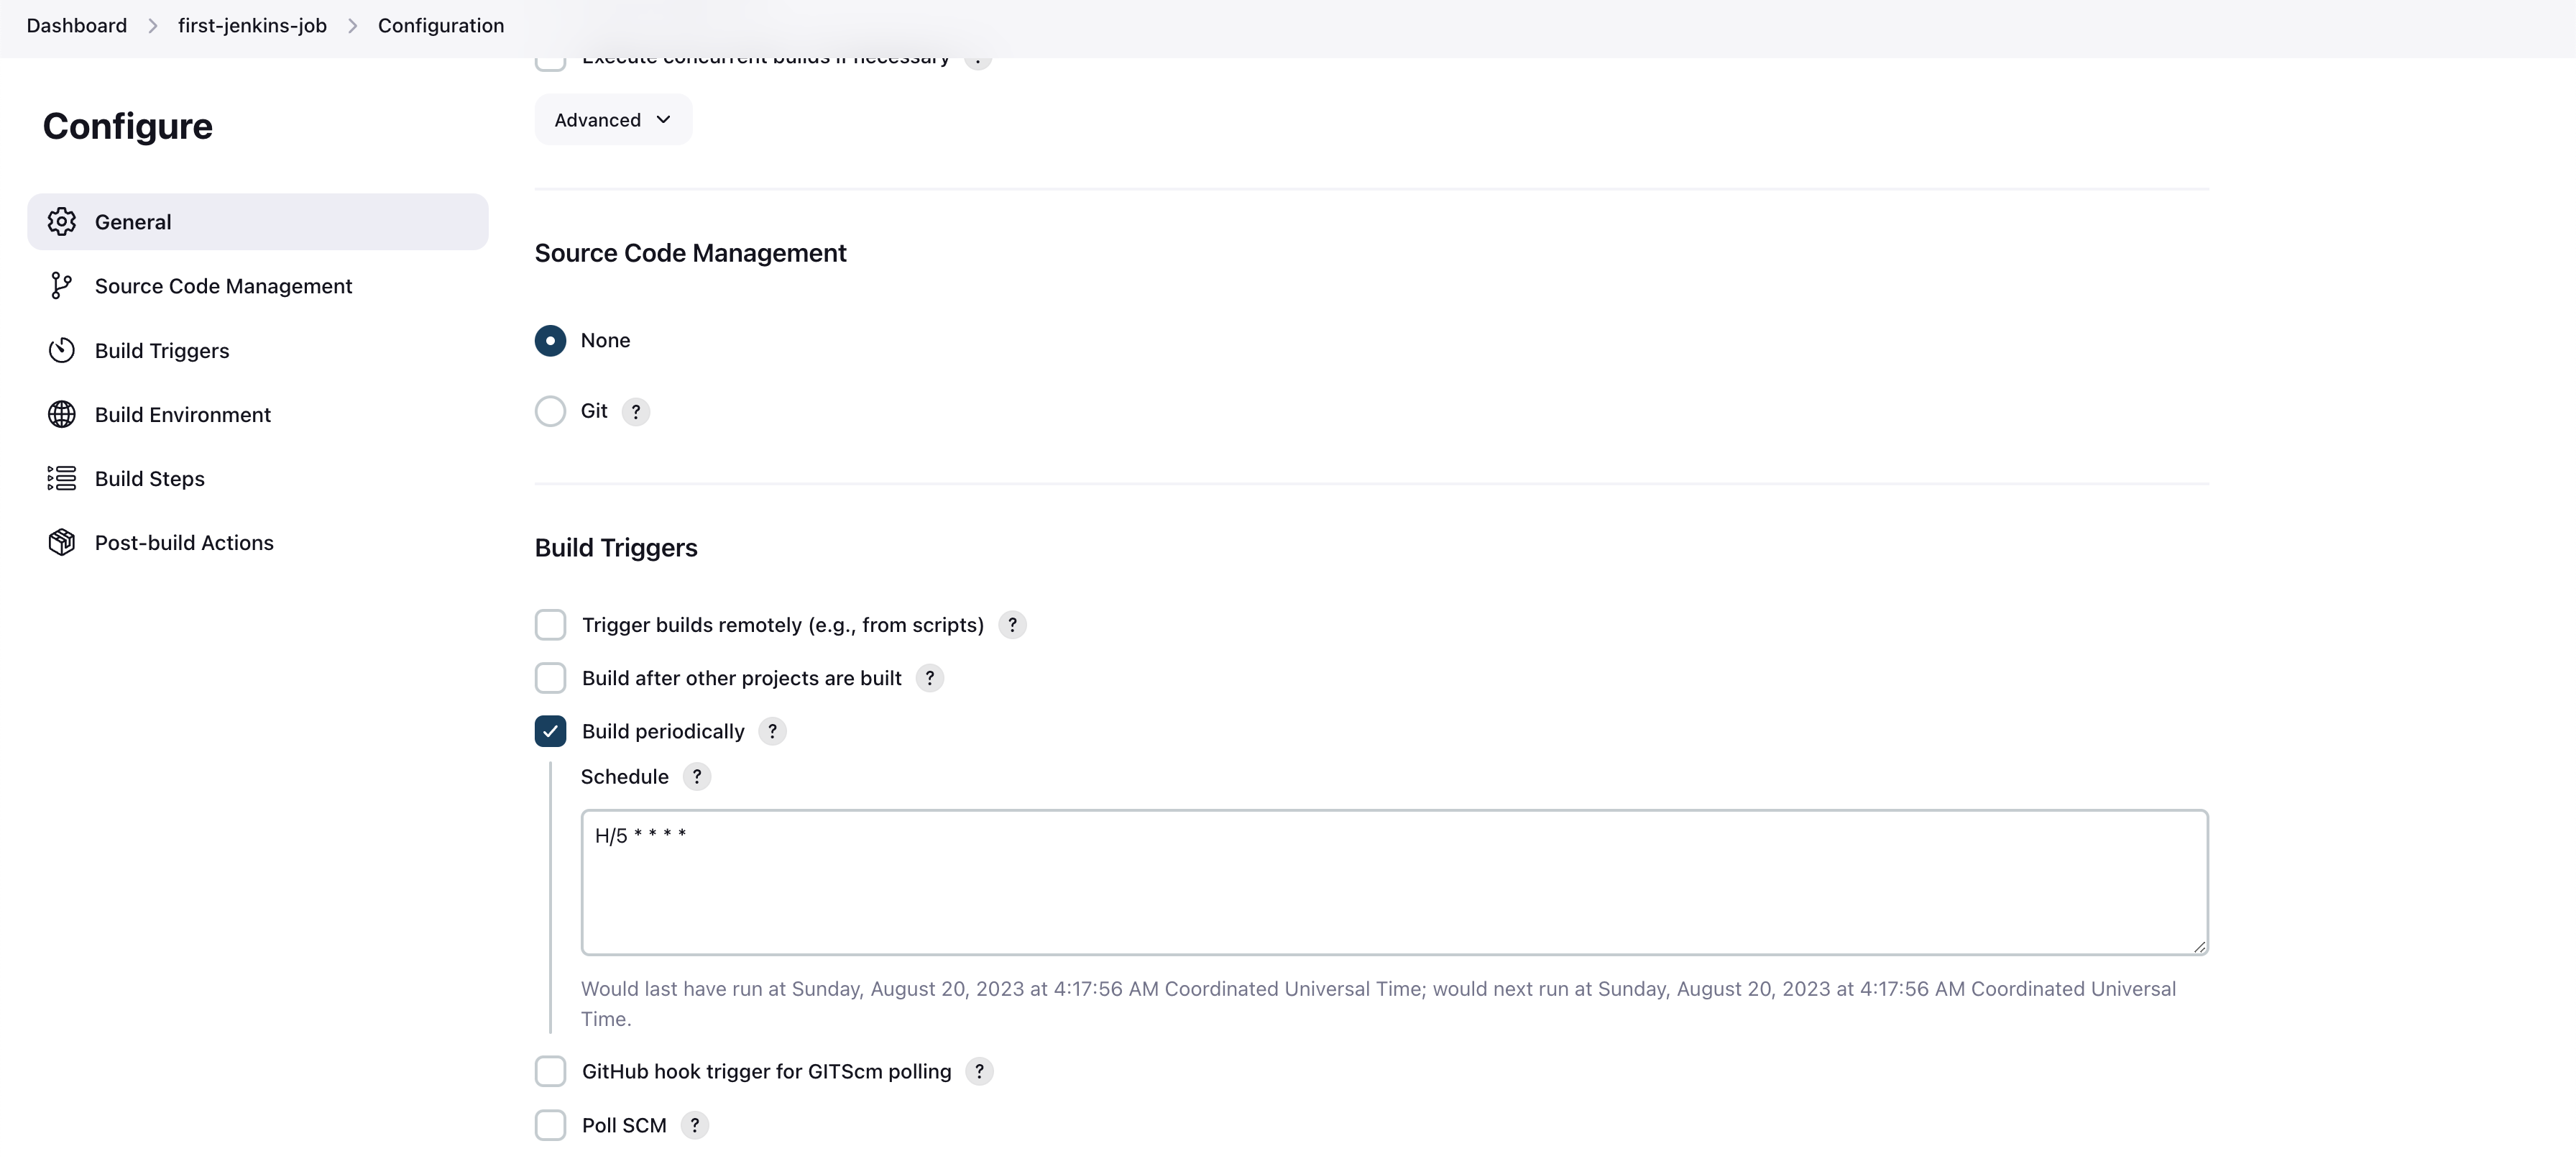 Dashboard > first-jenkins-job > Configuration
Execute concurrent builds if necessary ?
Configure
Advanced
General
Source Code Management
Build Triggers
Build Environment
Build Steps
Post-build Actions
Source Code Management
None
Git ?
Build Triggers
Trigger builds remotely (e.g., from scripts) ?
Build after other projects are built ?
Build periodically ?
Schedule ?
H/5 * * * *
Would last have run at Sunday, August 20, 2023 at 4:17:56 AM Coordinated Universal Time; would next run at Sunday, August 20, 2023 at 4:17:56 AM Coordinated Universal
Time.
GitHub hook trigger for GITScm polling ?
Poll SCM ?